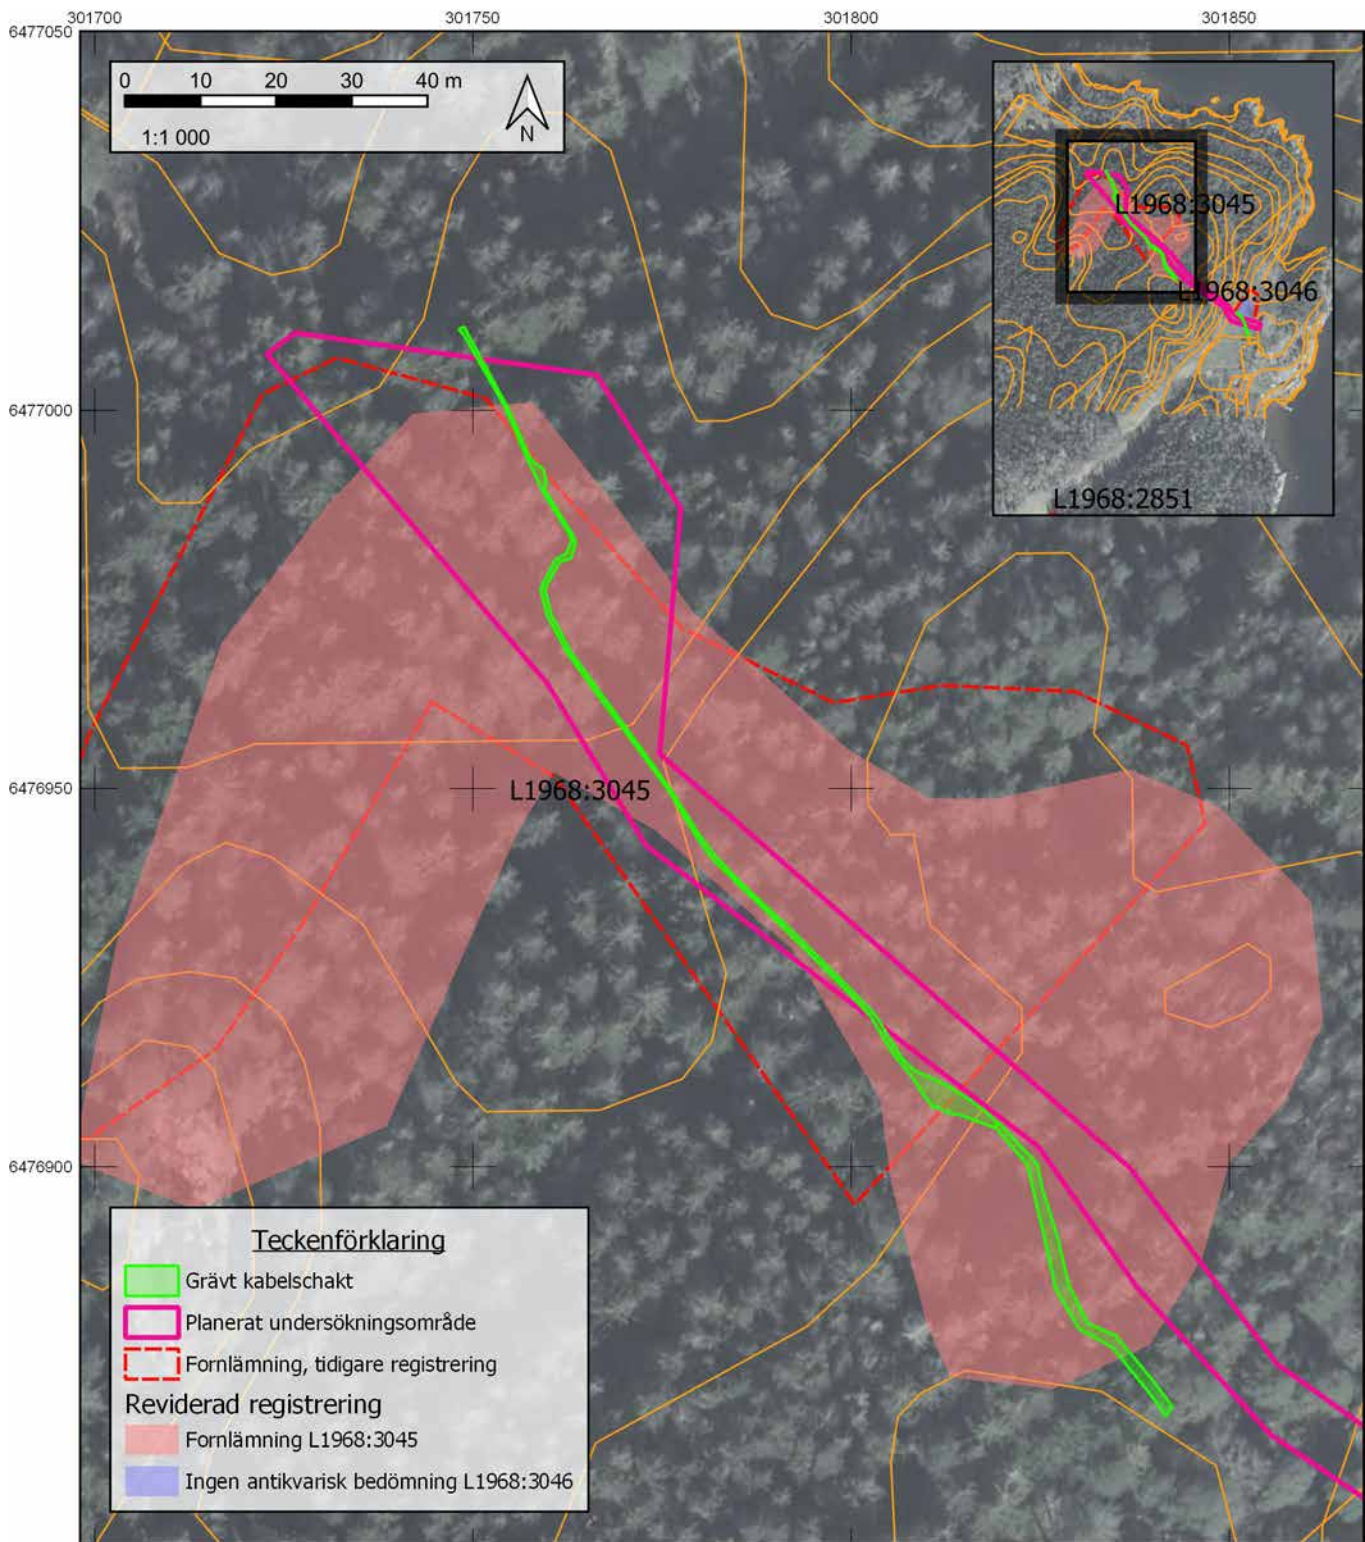 301700 301750 301800 301850
6477050
0 10 20 30 40 m
1:1 000
N
L1968:3045
L1968:3046
L1968:2851
6477000
6476950
L1968:3045
6476900
Teckenförklaring
Grävt kabelschakt
Planerat undersökningsområde
Fornlämning, tidigare registrering
Reviderad registrering
Fornlämning L1968:3045
Ingen antikvarisk bedömning L1968:3046